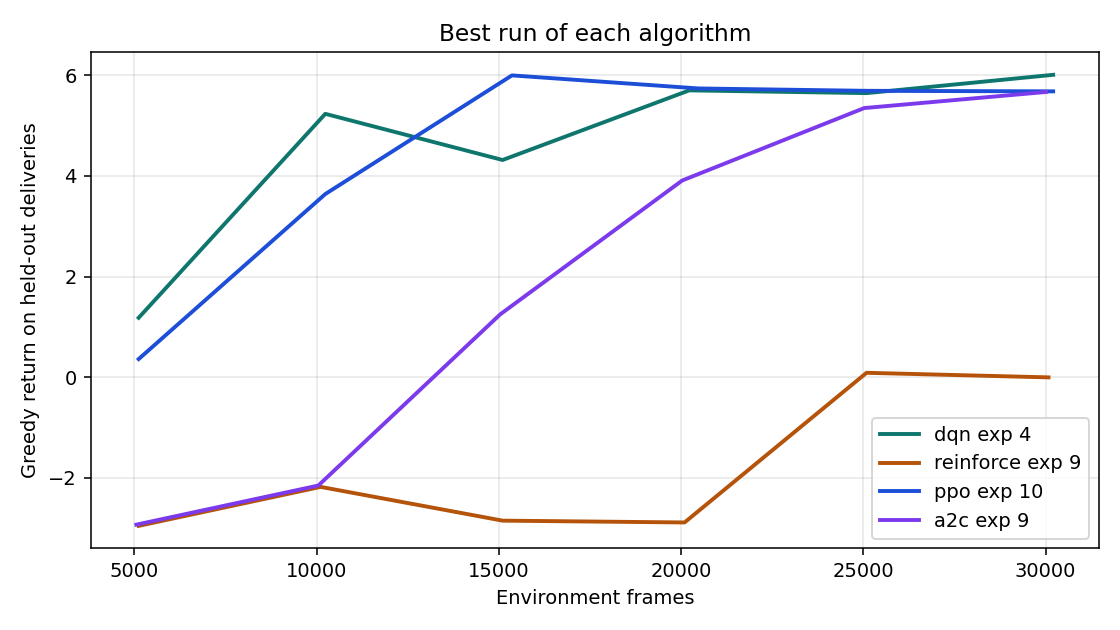 Best run of each algorithm
Greedy return on held-out deliveries
6
4
2
0
−2
5000 10000 15000 20000 25000 30000
Environment frames
dqn exp 4
reinforce exp 9
ppo exp 10
a2c exp 9